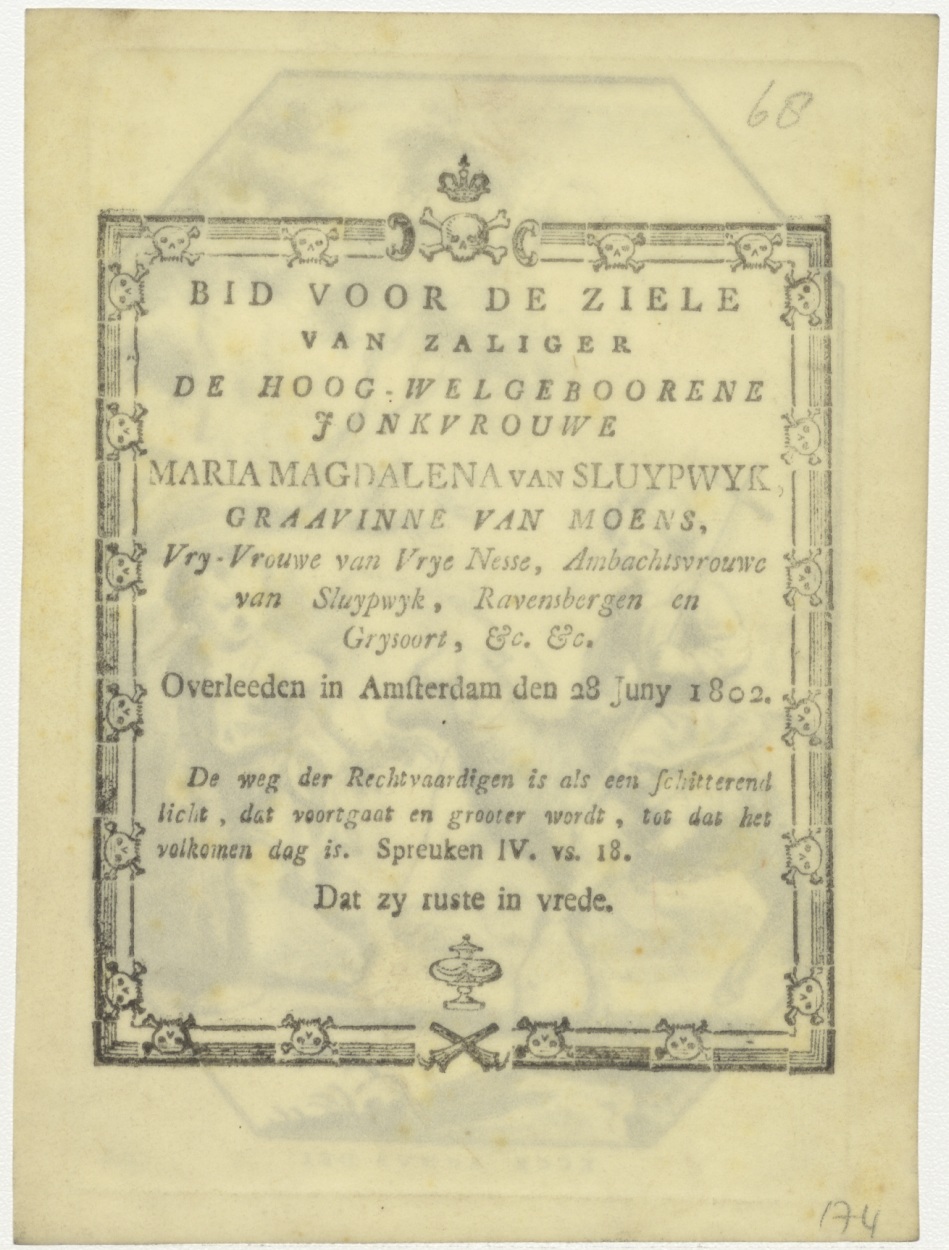 68
BID VOOR DE ZIELE
VAN ZALIGER
DE HOOG-WELGEBOORENE
JONKVROUWE
MARIA MAGDALENA VAN SLUYPWYK,
GRAAVINNE VAN MOENS,
Vry-Vrouwe van Vrye Nesse, Ambachtsvrouwe
van Sluypwyk, Ravensbergen en
Grysoort, &c. &c.
Overleeden in Amſterdam den 28 Juny 1802.
De weg der Rechtvaardigen is als een ſchitterend
licht, dat voortgaat en grooter wordt, tot dat het
volkomen dag is. Spreuken IV. vs. 18.
Dat zy ruste in vrede.
174